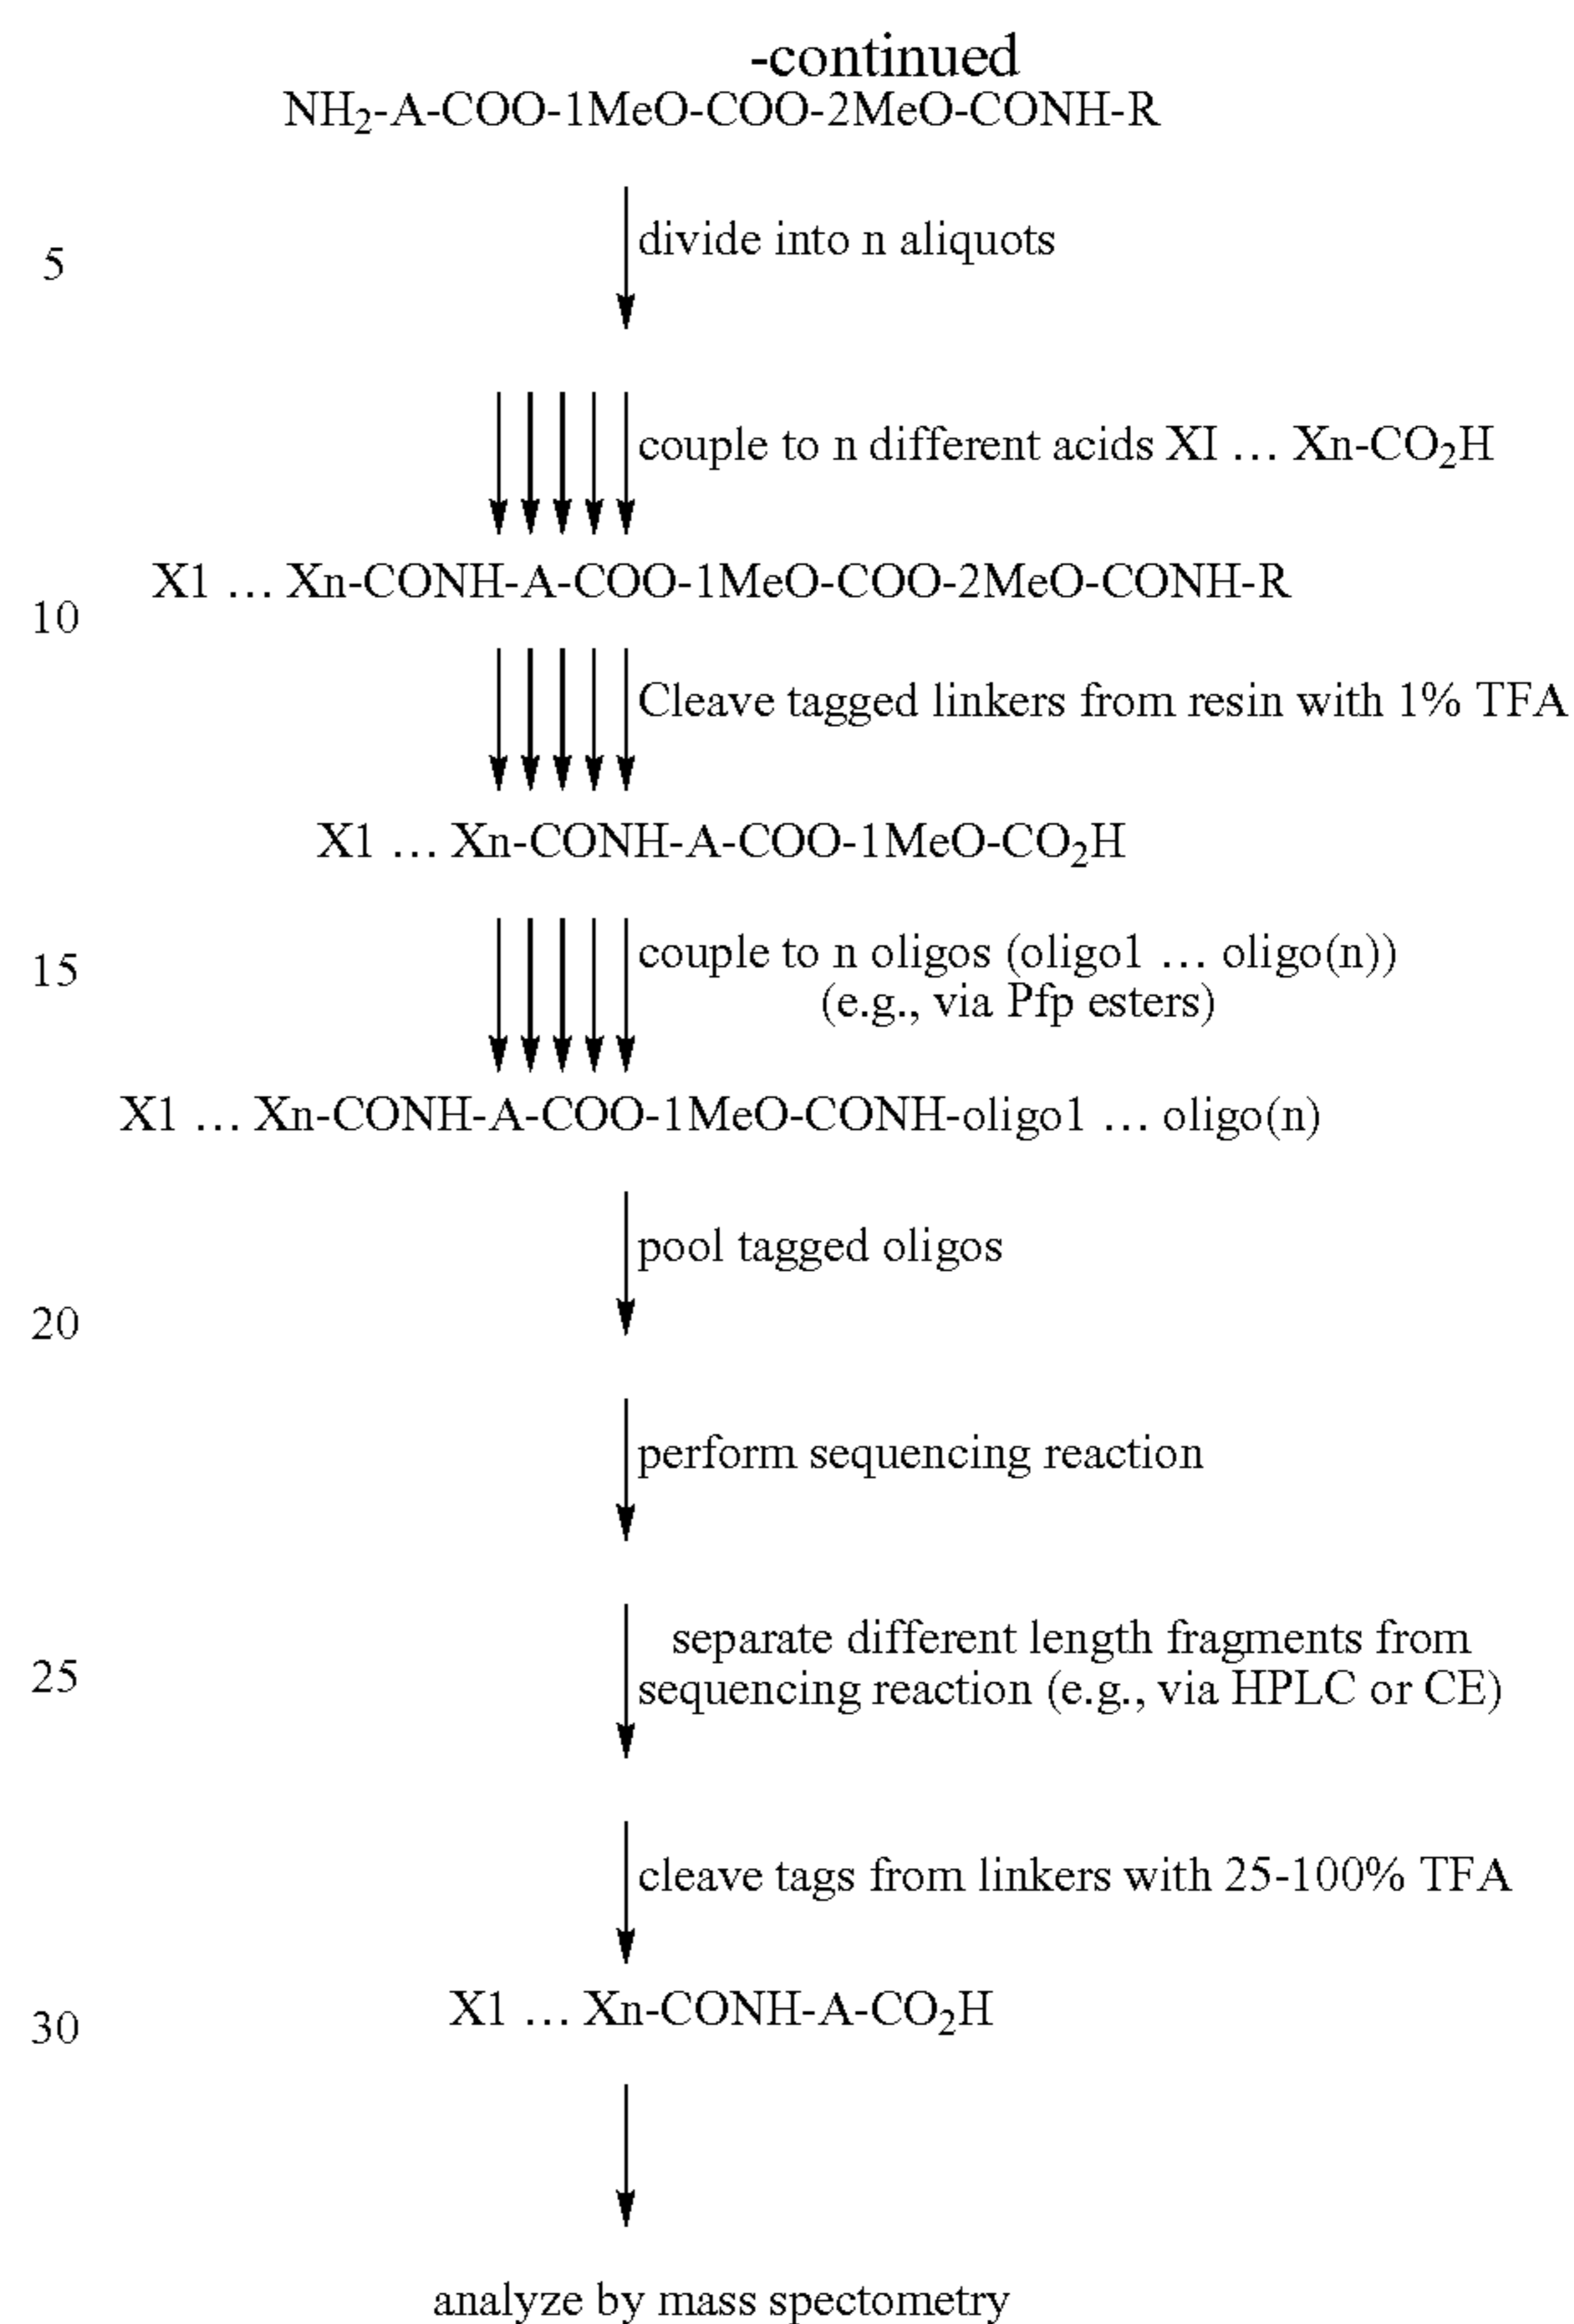 -continued
NH₂-A-COO-1MeO-COO-2MeO-CONH-R
divide into n aliquots
5
couple to n different acids XI … Xn-CO₂H
X1 … Xn-CONH-A-COO-1MeO-COO-2MeO-CONH-R
10
Cleave tagged linkers from resin with 1% TFA
X1 … Xn-CONH-A-COO-1MeO-CO₂H
couple to n oligos (oligo1 … oligo(n))
15
(e.g., via Pfp esters)
X1 … Xn-CONH-A-COO-1MeO-CONH-oligo1 … oligo(n)
pool tagged oligos
20
perform sequencing reaction
separate different length fragments from
25
sequencing reaction (e.g., via HPLC or CE)
cleave tags from linkers with 25-100% TFA
X1 … Xn-CONH-A-CO₂H
30
analyze by mass spectometry